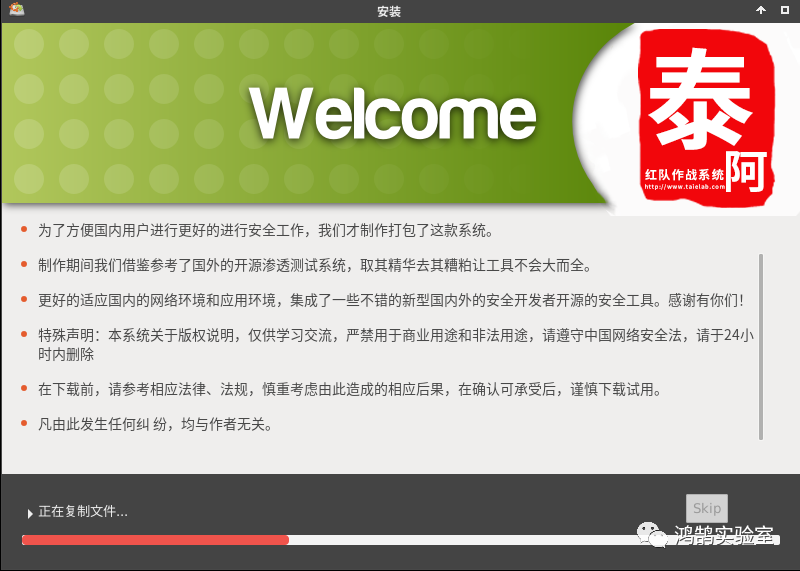 安装
Welcome
泰
阿
红队作战系统
http://www.taielab.com
为了方便国内用户进行更好的进行安全工作，我们才制作打包了这款系统。
制作期间我们借鉴参考了国外的开源渗透测试系统，取其精华去其糟粕让工具不会大而全。
更好的适应国内的网络环境和应用环境，集成了一些不错的新型国内外的安全开发者开源的安全工具。感谢有你们！
特殊声明：本系统关于版权说明，仅供学习交流，严禁用于商业用途和非法用途，请遵守中国网络安全法，请于24小
时内删除
在下载前，请参考相应法律、法规，慎重考虑由此造成的相应后果，在确认可承受后，谨慎下载试用。
凡由此发生任何纠 纷，均与作者无关。
正在复制文件...
Skip
鸿鹄实验室